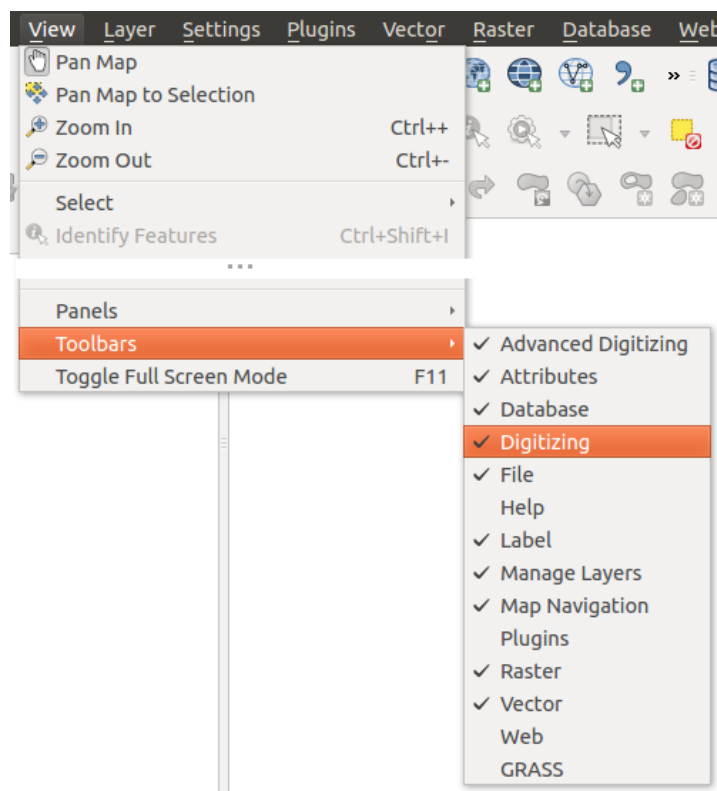 View Layer Settings Plugins Vector Raster Database Web
Pan Map
Pan Map to Selection
Zoom In Ctrl++
Zoom Out Ctrl+-
Select
Identify Features Ctrl+Shift+I
...
Panels
Toolbars
Toggle Full Screen Mode F11
Advanced Digitizing
Attributes
Database
Digitizing
File
Help
Label
Manage Layers
Map Navigation
Plugins
Raster
Vector
Web
GRASS